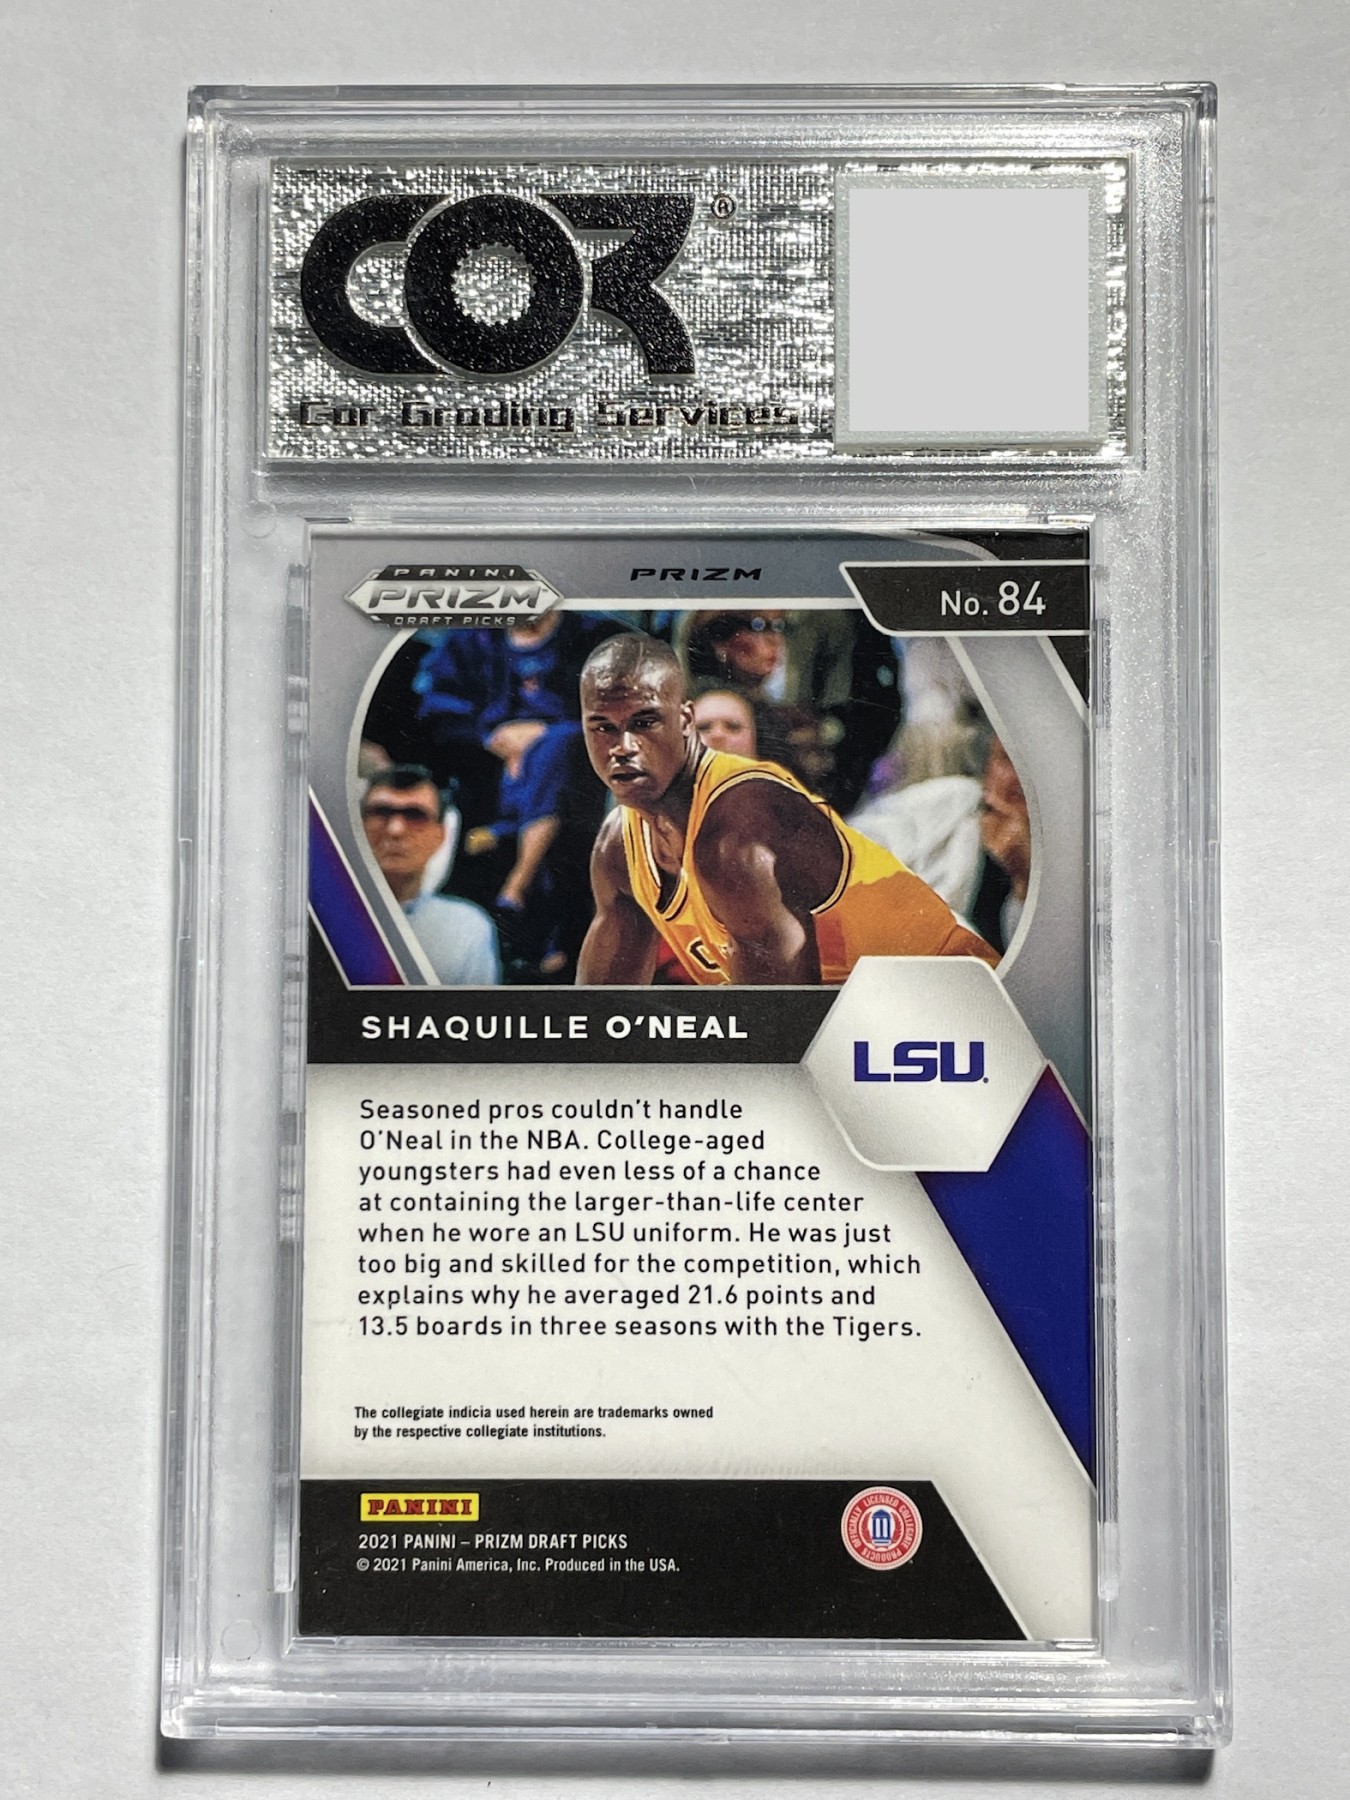 COR ®
Cor Grading Services
PANINI
PRIZM
DRAFT PICKS
PRIZM
No. 84
SHAQUILLE O'NEAL
LSU
Seasoned pros couldn't handle
O'Neal in the NBA. College-aged
youngsters had even less of a chance
at containing the larger-than-life center
when he wore an LSU uniform. He was just
too big and skilled for the competition, which
explains why he averaged 21.6 points and
13.5 boards in three seasons with the Tigers.
The collegiate indicia used herein are trademarks owned
by the respective collegiate institutions.
PANINI
2021 PANINI – PRIZM DRAFT PICKS
© 2021 Panini America, Inc. Produced in the USA.
OFFICIALLY LICENSED COLLEGIATE PRODUCTS